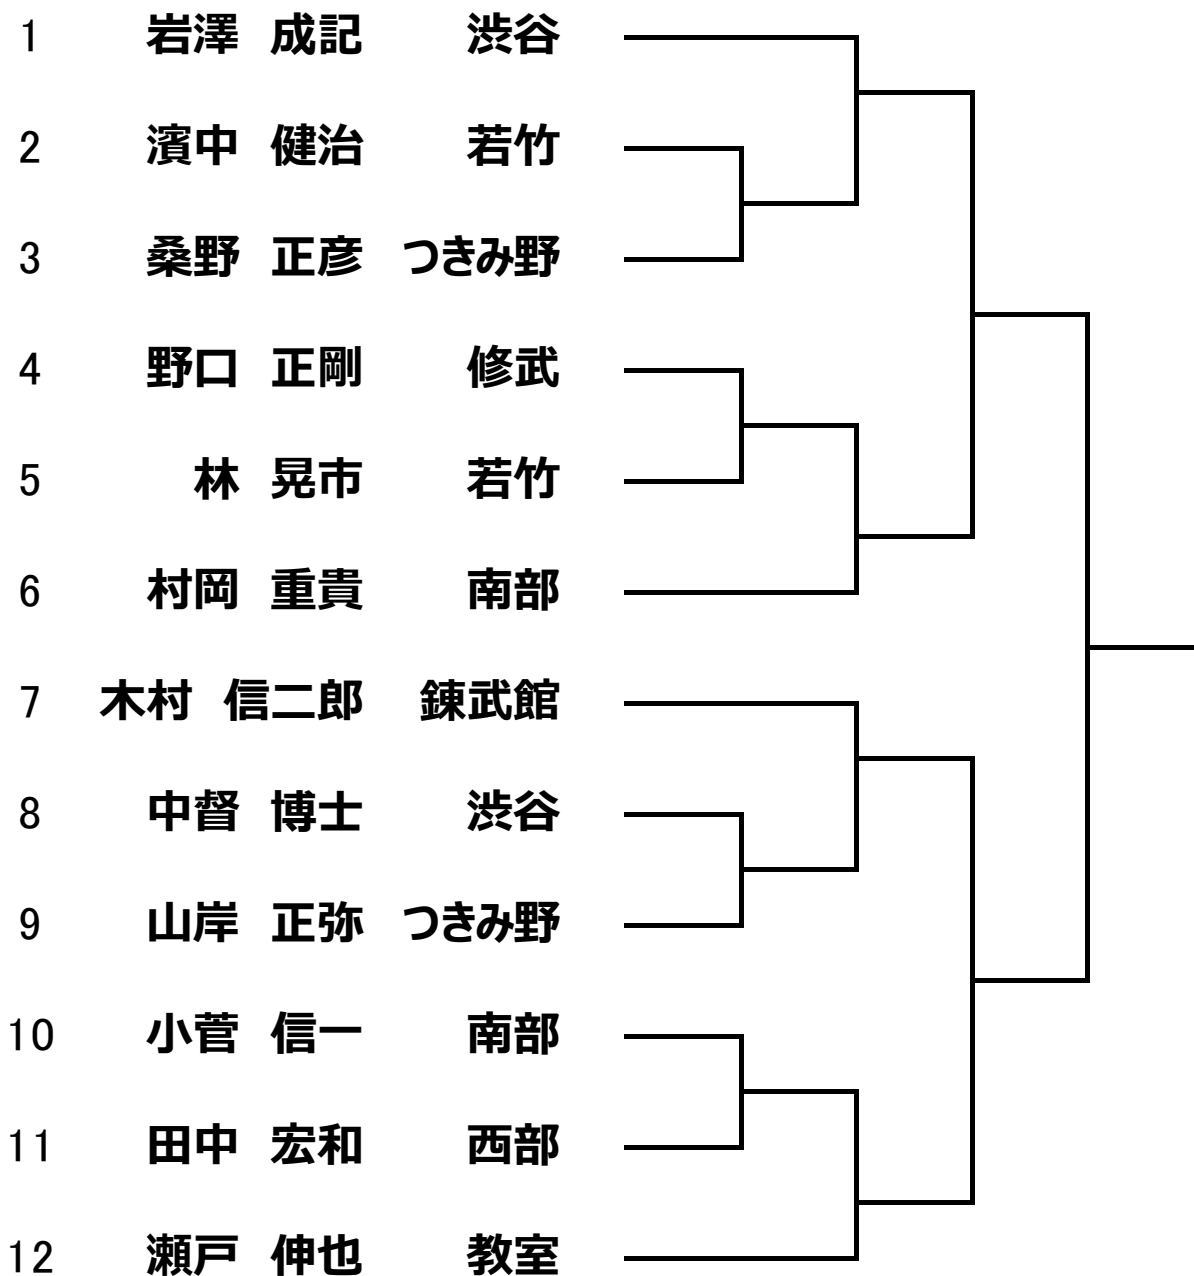 1 岩澤 成記 渋谷
2 濱中 健治 若竹
3 桑野 正彦 つきみ野
4 野口 正剛 修武
5 林 晃市 若竹
6 村岡 重貴 南部
7 木村 信二郎 錬武館
8 中督 博士 渋谷
9 山岸 正弥 つきみ野
10 小菅 信一 南部
11 田中 宏和 西部
12 瀬戸 伸也 教室